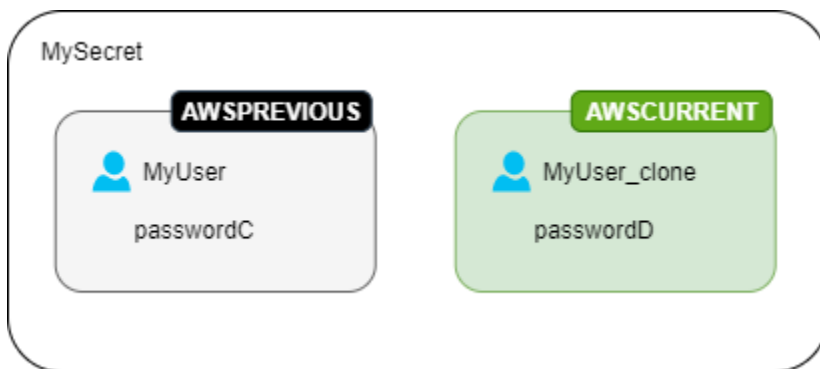 MySecret
AWSPREVIOUS
MyUser
passwordC
AWSCURRENT
MyUser_clone
passwordD